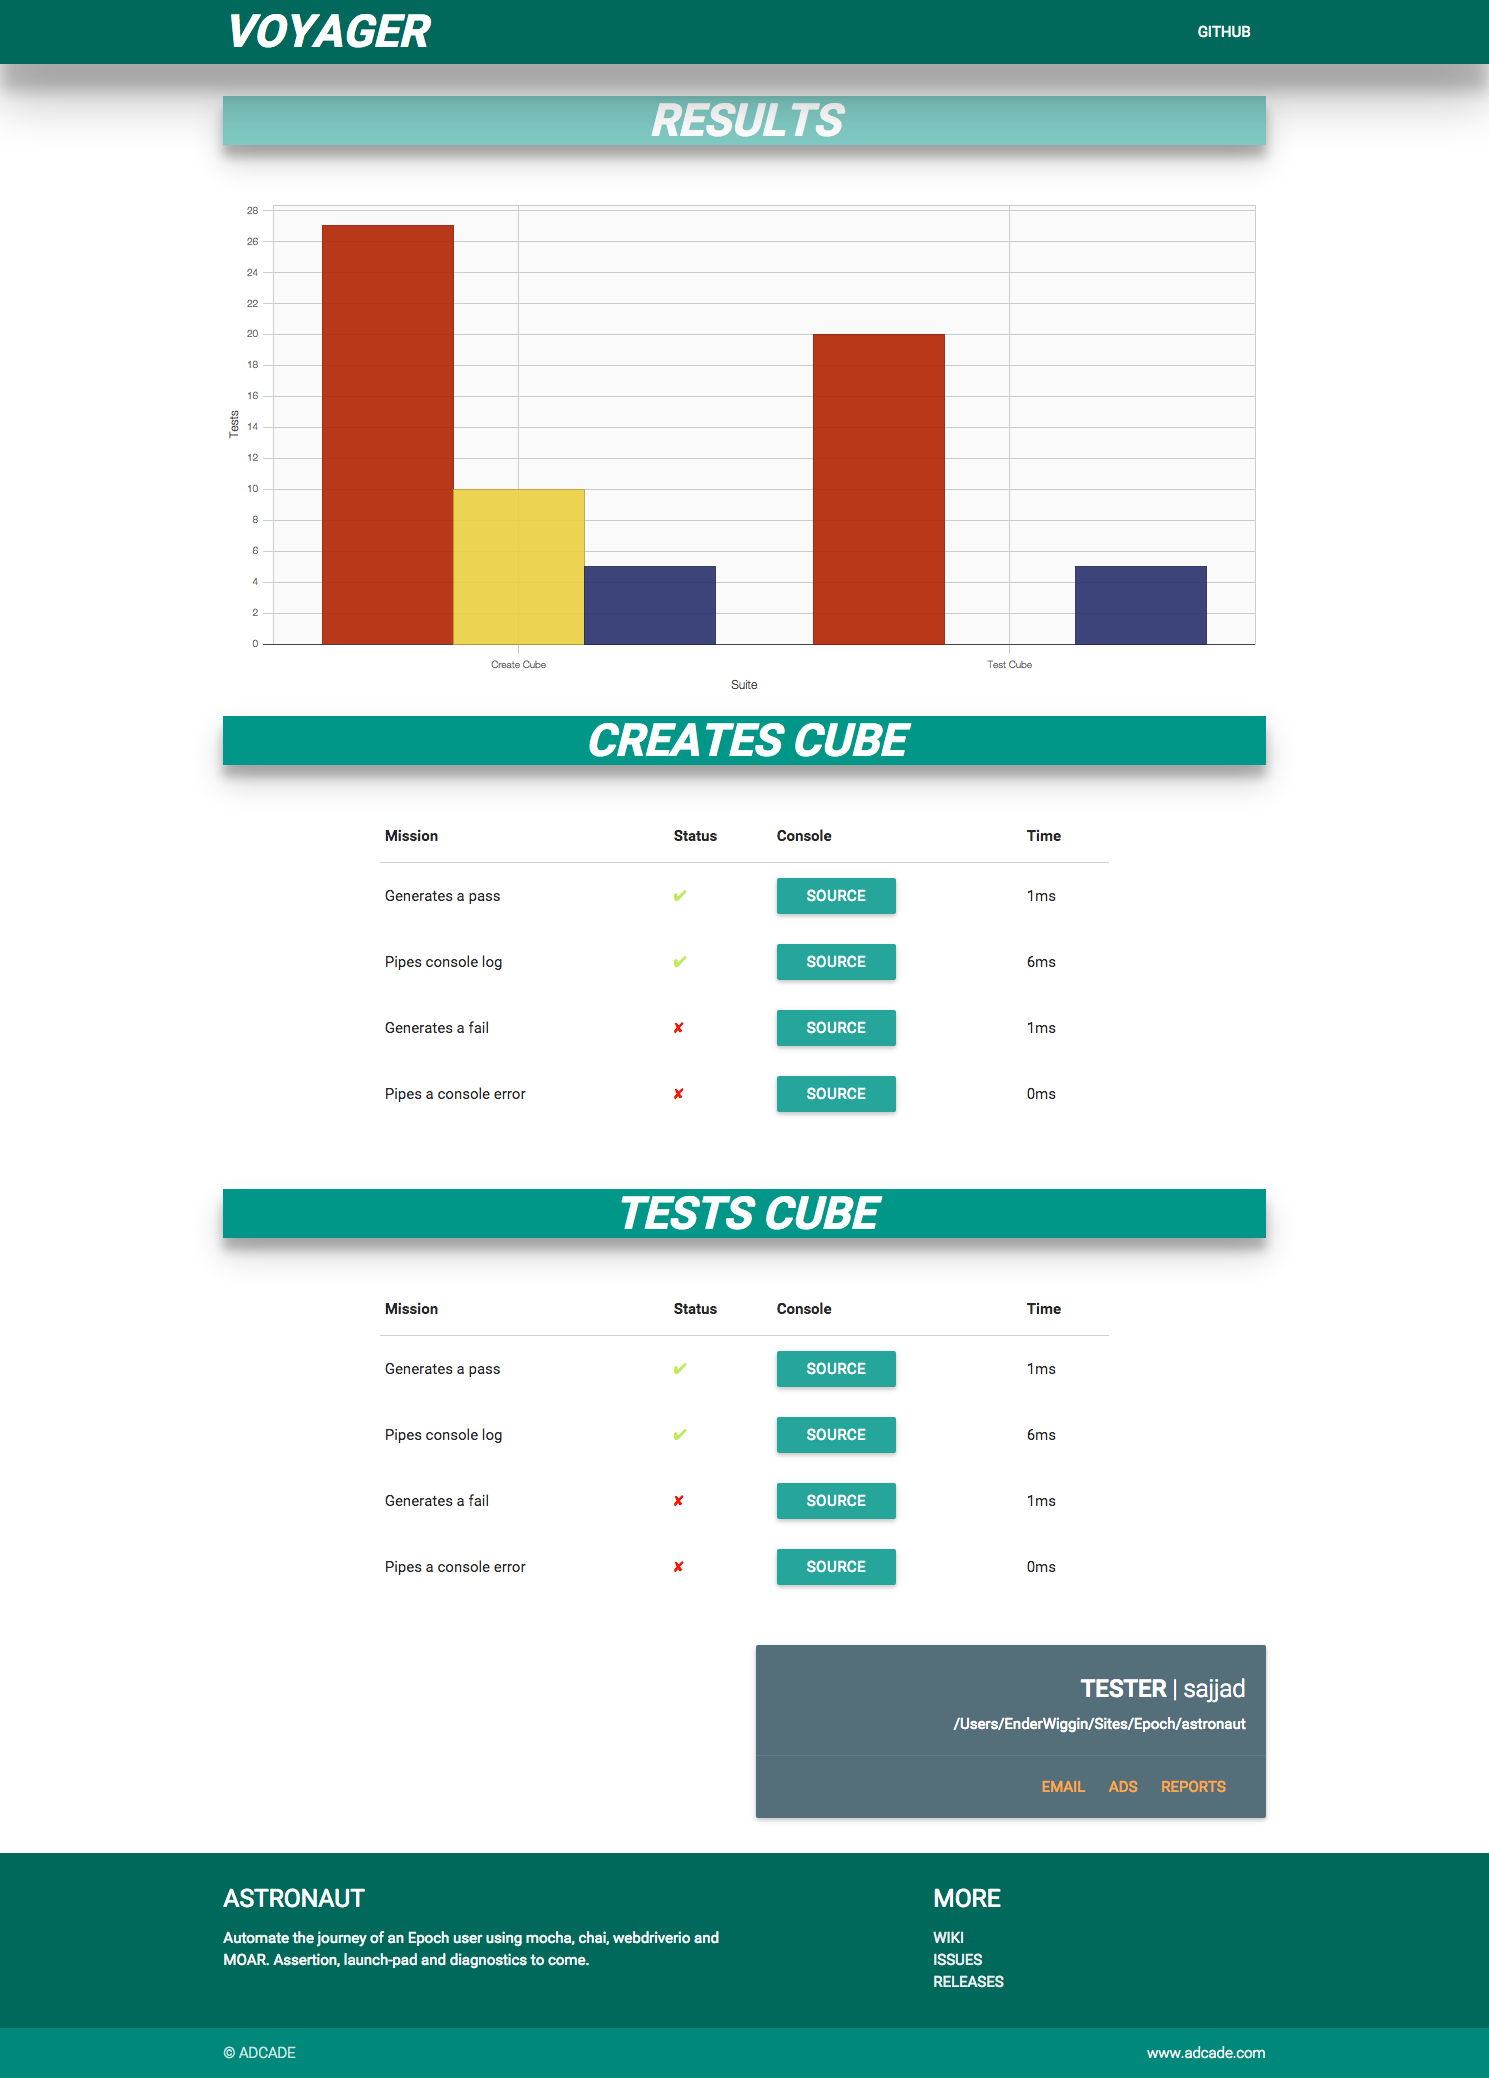 VOYAGER
GITHUB
RESULTS
28
26
24
22
20
18
16
14
12
10
8
6
4
2
0
Tests
Create Cube
Test Cube
Suite
CREATES CUBE
Mission Status Console Time
Generates a pass ✔ SOURCE 1ms
Pipes console log ✔ SOURCE 6ms
Generates a fail ✘ SOURCE 1ms
Pipes a console error ✘ SOURCE 0ms
TESTS CUBE
Mission Status Console Time
Generates a pass ✔ SOURCE 1ms
Pipes console log ✔ SOURCE 6ms
Generates a fail ✘ SOURCE 1ms
Pipes a console error ✘ SOURCE 0ms
TESTER | sajjad
/Users/EnderWiggin/Sites/Epoch/astronaut
EMAIL ADS REPORTS
ASTRONAUT
Automate the journey of an Epoch user using mocha, chai, webdriverio and
MOAR. Assertion, launch-pad and diagnostics to come.
MORE
WIKI
ISSUES
RELEASES
© ADCADE
www.adcade.com